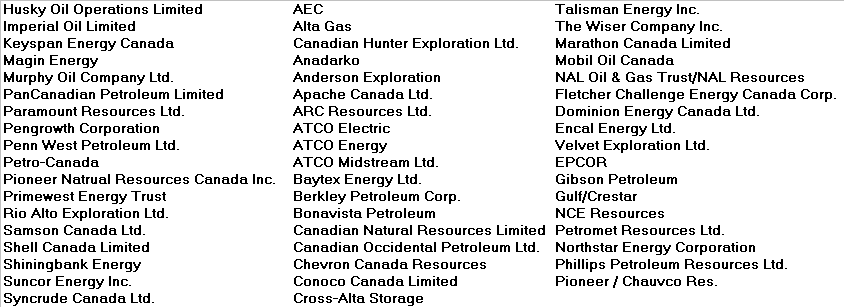 Husky Oil Operations Limited
Imperial Oil Limited
Keyspan Energy Canada
Magin Energy
Murphy Oil Company Ltd.
PanCanadian Petroleum Limited
Paramount Resources Ltd.
Pengrowth Corporation
Penn West Petroleum Ltd.
Petro-Canada
Pioneer Natrual Resources Canada Inc.
Primewest Energy Trust
Rio Alto Exploration Ltd.
Samson Canada Ltd.
Shell Canada Limited
Shiningbank Energy
Suncor Energy Inc.
Syncrude Canada Ltd.
AEC
Alta Gas
Canadian Hunter Exploration Ltd.
Anadarko
Anderson Exploration
Apache Canada Ltd.
ARC Resources Ltd.
ATCO Electric
ATCO Energy
ATCO Midstream Ltd.
Baytex Energy Ltd.
Berkley Petroleum Corp.
Bonavista Petroleum
Canadian Natural Resources Limited
Canadian Occidental Petroleum Ltd.
Chevron Canada Resources
Conoco Canada Limited
Cross-Alta Storage
Talisman Energy Inc.
The Wiser Company Inc.
Marathon Canada Limited
Mobil Oil Canada
NAL Oil & Gas Trust/NAL Resources
Fletcher Challenge Energy Canada Corp.
Dominion Energy Canada Ltd.
Encal Energy Ltd.
Velvet Exploration Ltd.
EPCOR
Gibson Petroleum
Gulf/Crestar
NCE Resources
Petromet Resources Ltd.
Northstar Energy Corporation
Phillips Petroleum Resources Ltd.
Pioneer / Chauvco Res.